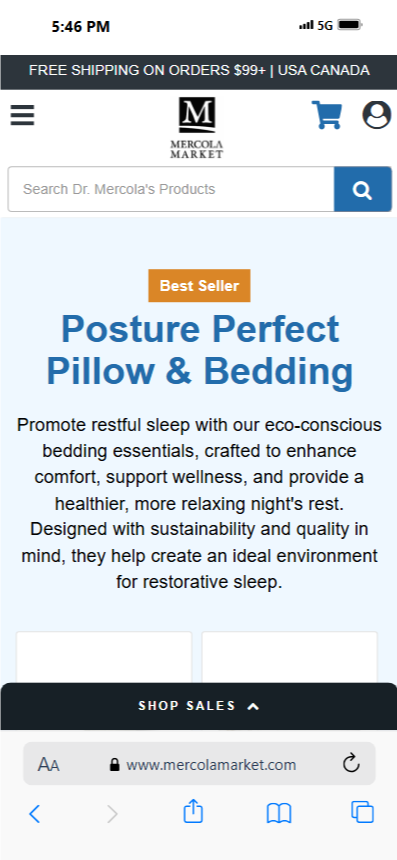 5:46 PM
5G
FREE SHIPPING ON ORDERS $99+ | USA CANADA
M
MERCOLA
MARKET
Search Dr. Mercola's Products
Best Seller
Posture Perfect
Pillow & Bedding
Promote restful sleep with our eco-conscious
bedding essentials, crafted to enhance
comfort, support wellness, and provide a
healthier, more relaxing night's rest.
Designed with sustainability and quality in
mind, they help create an ideal environment
for restorative sleep.
SHOP SALES
AA
www.mercolamarket.com